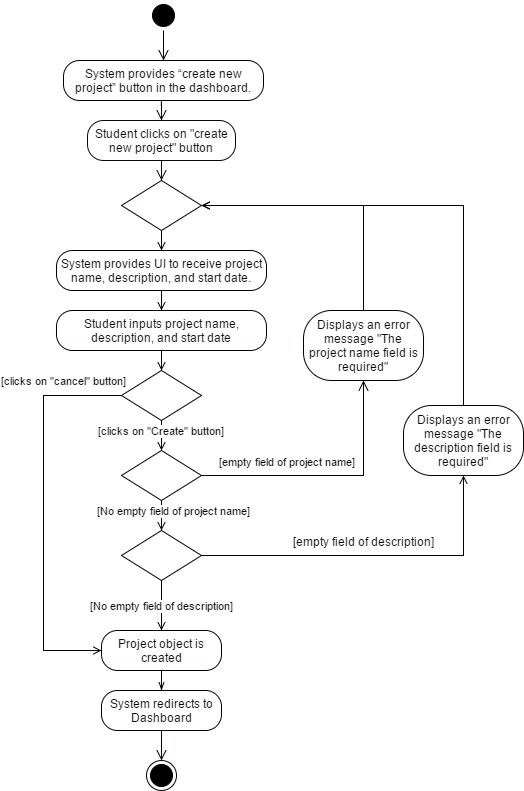 System provides “create new
project” button in the dashboard.
Student clicks on "create
new project" button
System provides UI to receive project
name, description, and start date.
Student inputs project name,
description, and start date
Displays an error
message "The
project name field is
required"
[clicks on "cancel" button]
Displays an error
message "The
description field is
required"
[clicks on "Create" button]
[empty field of project name]
[No empty field of project name]
[empty field of description]
[No empty field of description]
Project object is
created
System redirects to
Dashboard